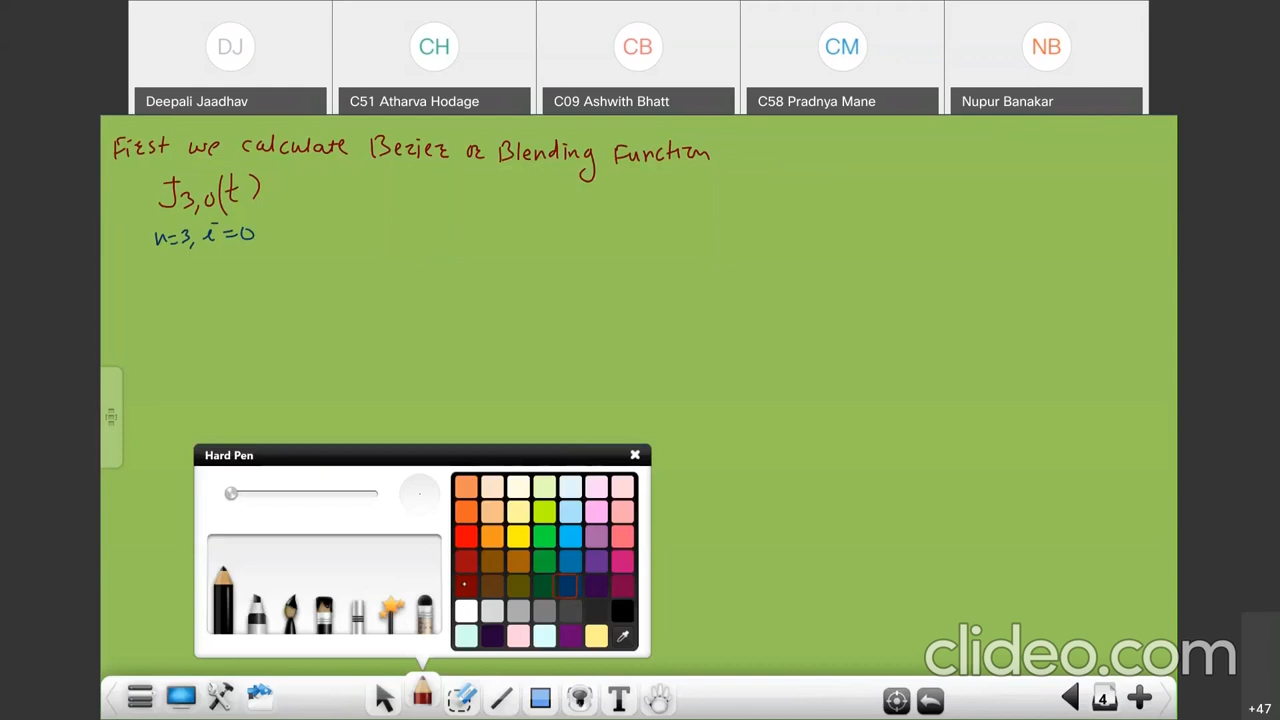 DJ
CH
CB
CM
NB
Deepali Jaadhav
C51 Atharva Hodage
C09 Ashwith Bhatt
C58 Pradnya Mane
Nupur Banakar
First we calculate Bezier or Blending Function
J3,0(t)
n=3, i=0
Hard Pen
clideo.com
T
4
+47